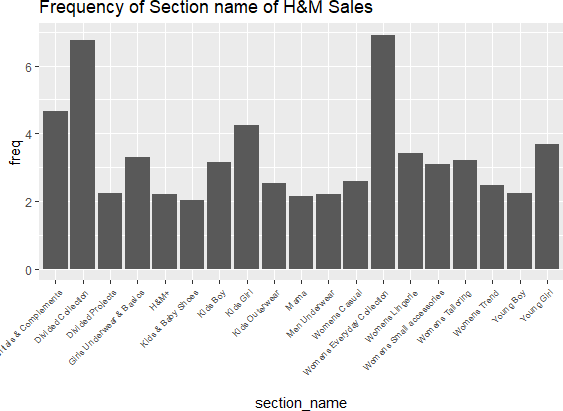 Frequency of Section name of H&M Sales
freq
6
4
2
0
& Complements
Divided Collection
Divided Projects
Girls Underwear & Basics
H&M+
Kids & Baby Shoes
Kids Boy
Kids Girl
Kids Outerwear
Mama
Men Underwear
Womens Casual
Womens Everyday Collection
Womens Lingerie
Womens Small accessories
Womens Tailoring
Womens Trend
Young Boy
Young Girl
section_name